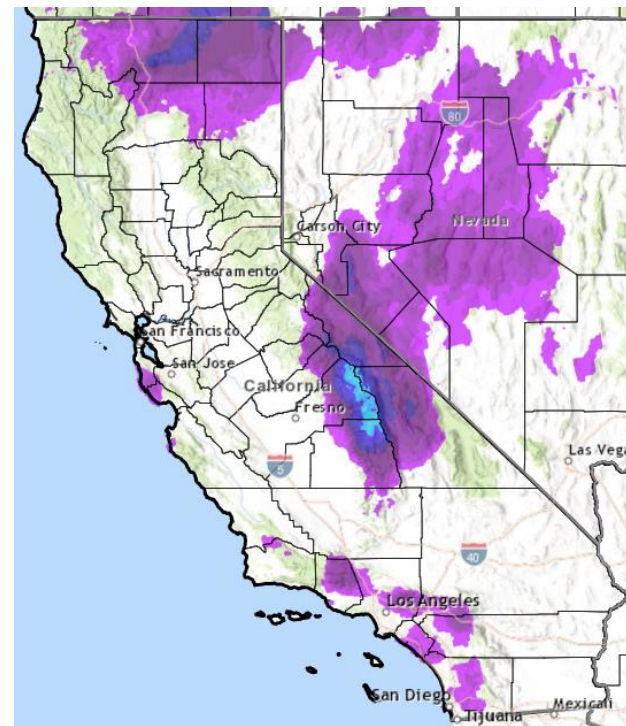 80
Nevada
Carson City
Sacramento
San Francisco
San Jose
California
Fresno
5
Las Vega
40
Los Angeles
San Diego
Mexicali
Tijuana